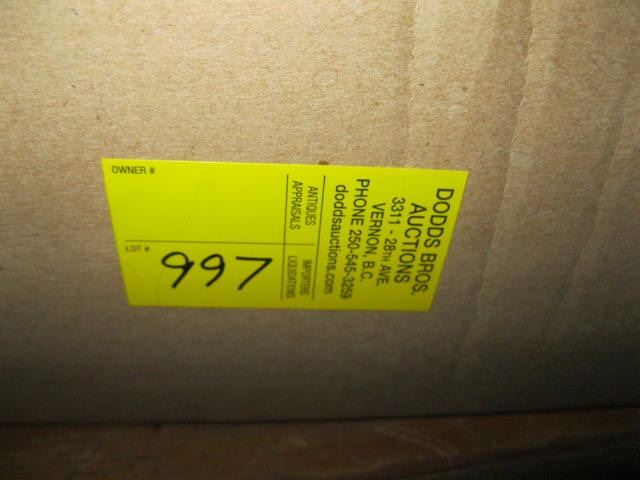 DODDS BROS.
AUCTIONS
3311 - 28TH AVE.
VERNON, B.C.
PHONE 250-545-3259
doddsauctions.com
ANTIQUES IMPORTERS
APPRAISALS LIQUIDATIONS
OWNER #
LOT #
997